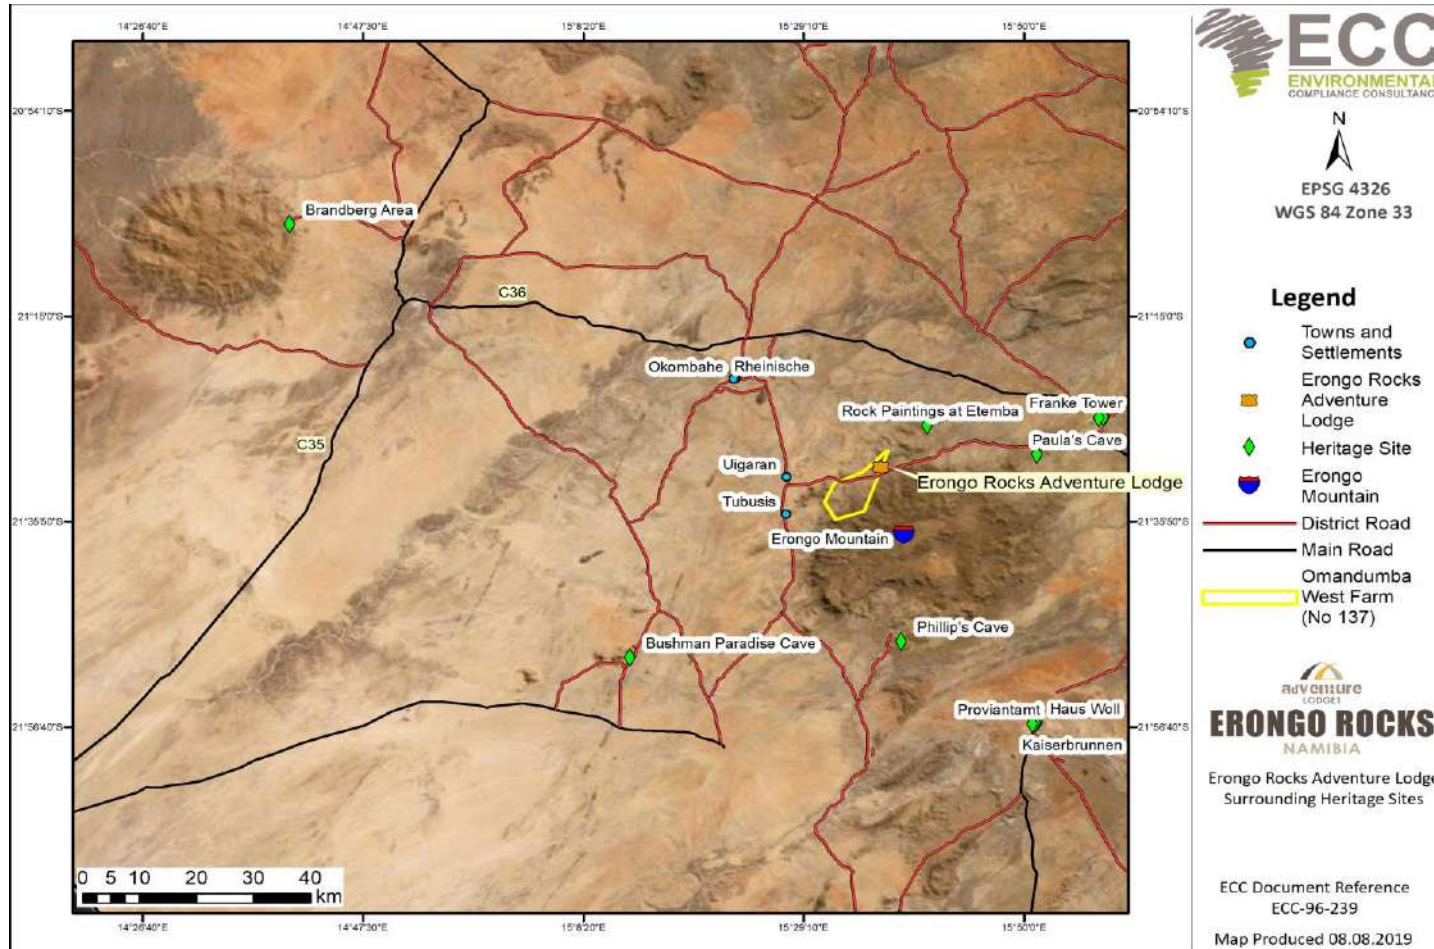 14°26'40"E
14°47'30"E
15°8'20"E
15°29'10"E
15°50'0"E
20°54'10"S
20°54'10"S
Brandberg Area
C36
21°15'0"S
21°15'0"S
Okombahe
Rheinische
Rock Paintings at Etemba
Franke Tower
C35
Paula's Cave
Uigaran
Erongo Rocks Adventure Lodge
Tubusis
21°35'50"S
21°35'50"S
Erongo Mountain
Phillip's Cave
Bushman Paradise Cave
Proviantamt
Haus Woll
21°56'40"S
21°56'40"S
Kaiserbrunnen
0 5 10 20 30 40
km
14°26'40"E
14°47'30"E
15°8'20"E
15°29'10"E
15°50'0"E
ECC
ENVIRONMENTAL
COMPLIANCE CONSULTANC
N
EPSG 4326
WGS 84 Zone 33
Legend
Towns and
Settlements
Erongo Rocks
Adventure
Lodge
Heritage Site
Erongo
Mountain
District Road
Main Road
Omandumba
West Farm
(No 137)
adventure
LODGES
ERONGO ROCKS
NAMIBIA
Erongo Rocks Adventure Lodge
Surrounding Heritage Sites
ECC Document Reference
ECC-96-239
Map Produced 08.08.2019